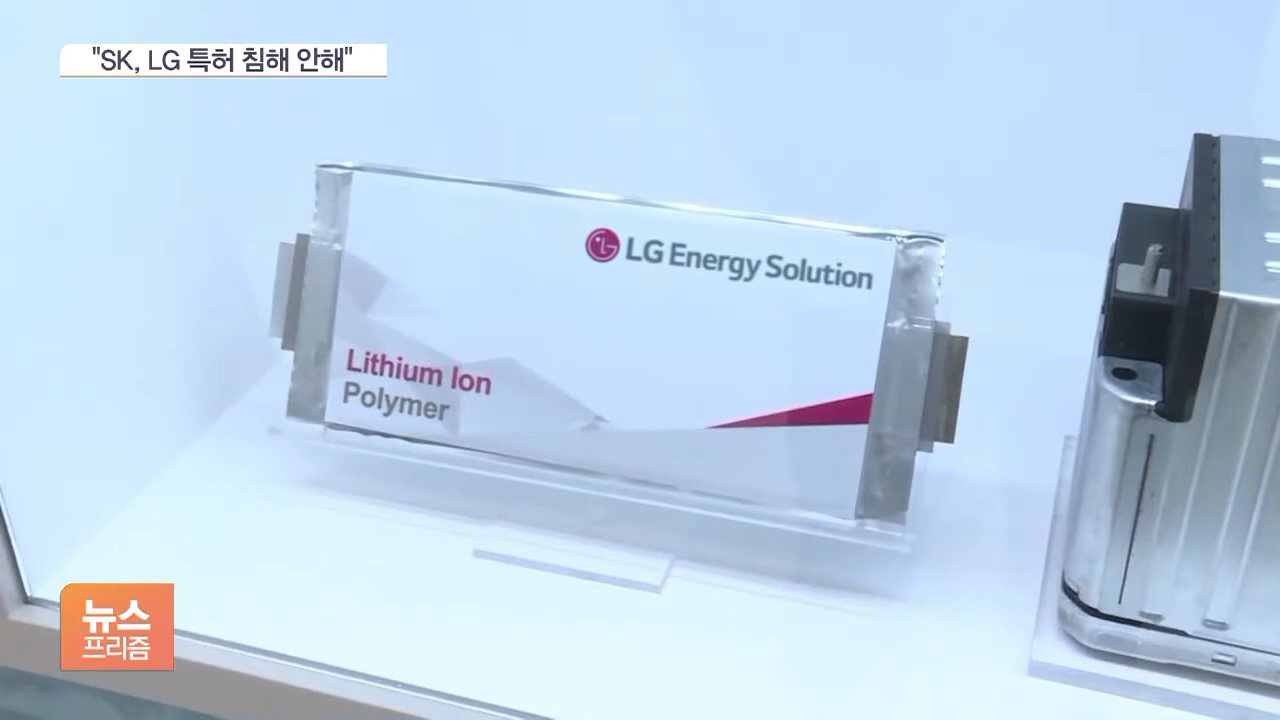 "SK, LG 특허 침해 안해"
LG Energy Solution
Lithium Ion
Polymer
뉴스
프리즘